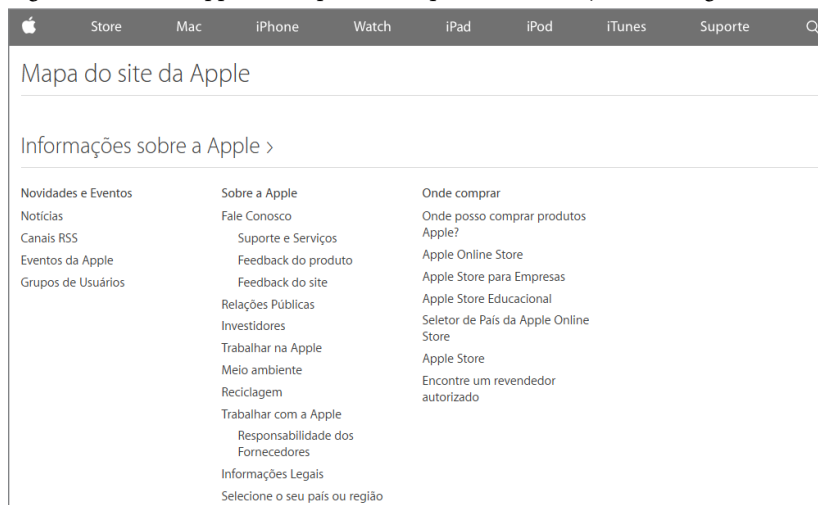 Store Mac iPhone Watch iPad iPod iTunes Suporte
Mapa do site da Apple
Informações sobre a Apple >
Novidades e Eventos
Notícias
Canais RSS
Eventos da Apple
Grupos de Usuários
Sobre a Apple
Fale Conosco
Suporte e Serviços
Feedback do produto
Feedback do site
Relações Públicas
Investidores
Trabalhar na Apple
Meio ambiente
Reciclagem
Trabalhar com a Apple
Responsabilidade dos
Fornecedores
Informações Legais
Selecione o seu país ou região
Onde comprar
Onde posso comprar produtos
Apple?
Apple Online Store
Apple Store para Empresas
Apple Store Educacional
Seletor de País da Apple Online
Store
Apple Store
Encontre um revendedor
autorizado